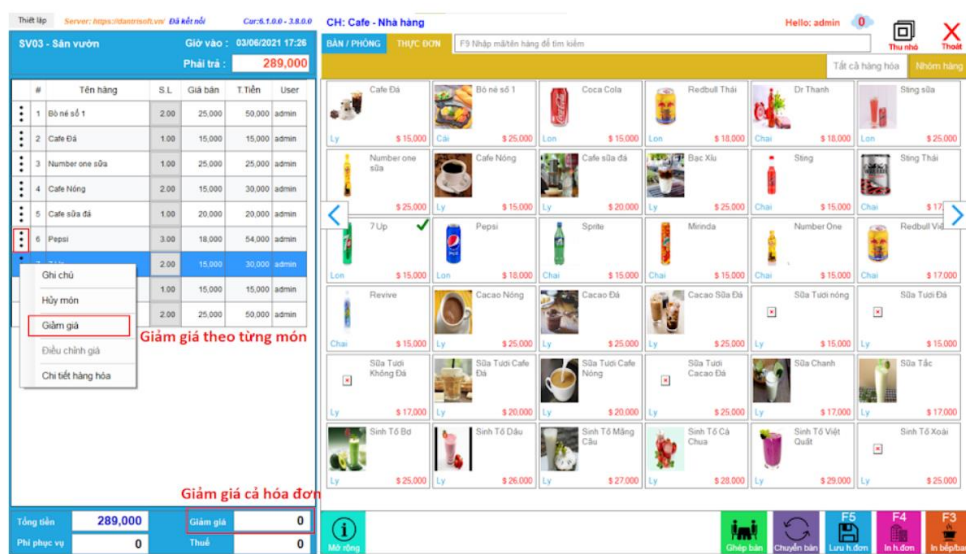 Thiết lập Server: https://dantrisoft.vn/ Đã kết nối Cur:6.1.0.0 - 3.8.0.0
CH: Cafe - Nhà hàng
Hello: admin 0
Thu nhỏ Thoát
SV03 - Sân vườn Giờ vào : 03/06/2021 17:26
Phải trả : 289,000
BÀN / PHÒNG THỰC ĐƠN F9 Nhập mã/tên hàng để tìm kiếm
Tất cả hàng hóa Nhóm hàng
# Tên hàng S.L Giá bán T.Tiền User
1 Bò né số 1 2.00 25,000 50,000 admin
2 Cafe Đá 1.00 15,000 15,000 admin
3 Number one sữa 1.00 25,000 25,000 admin
4 Cafe Nóng 2.00 15,000 30,000 admin
5 Cafe sữa đá 1.00 20,000 20,000 admin
6 Pepsi 3.00 18,000 54,000 admin
2.00 15,000 30,000 admin
1.00 15,000 15,000 admin
2.00 25,000 50,000 admin
Ghi chú
Hủy món
Giảm giá
Điều chỉnh giá
Chi tiết hàng hóa
Giảm giá theo từng món
Giảm giá cả hóa đơn
Tổng tiền 289,000 Giảm giá 0
Phí phục vụ 0 Thuế 0
Cafe Đá Bò né số 1 Coca Cola Redbull Thái Dr Thanh Sting sữa
Ly $ 15,000 Cái $ 25,000 Lon $ 15,000 Lon $ 18,000 Chai $ 18,000 Lon $ 25,000
Number one sữa Cafe Nóng Cafe sữa đá Bạc Xỉu Sting Sting Thái
$ 25,000 Ly $ 15,000 Ly $ 20,000 Ly $ 25,000 Chai $ 15,000 Chai
7 Up Pepsi Sprite Mirinda Number One Redbull
Lon $ 15,000 Lon $ 18,000 Chai $ 15,000 Chai $ 15,000 Chai $ 15,000 Chai $ 17,000
Revive Cacao Nóng Cacao Đá Cacao Sữa Đá Sữa Tươi nóng Sữa Tươi Đá
Chai $ 15,000 Ly $ 25,000 Ly $ 25,000 Ly $ 25,000 Ly $ 15,000 Ly $ 15,000
Sữa Tươi Không Đá Sữa Tươi Cafe Đá Sữa Tươi Cafe Nóng Sữa Tươi Cacao Đá Sữa Chanh Sữa Tắc
Ly $ 17,000 Ly $ 20,000 Ly $ 20,000 Ly $ 25,000 Ly $ 17,000 Ly $ 17,000
Sinh Tố Bơ Sinh Tố Dâu Sinh Tố Mãng Cầu Sinh Tố Cà Chua Sinh Tố Việt Quất Sinh Tố Xoài
Ly $ 25,000 Ly $ 26,000 Ly $ 27,000 Ly $ 28,000 Ly $ 29,000 Ly $ 25,000
Mở rộng
Ghép bàn Chuyển bàn F5 Lưu h.đơn F4 In h.đơn F3 In bếp/bar